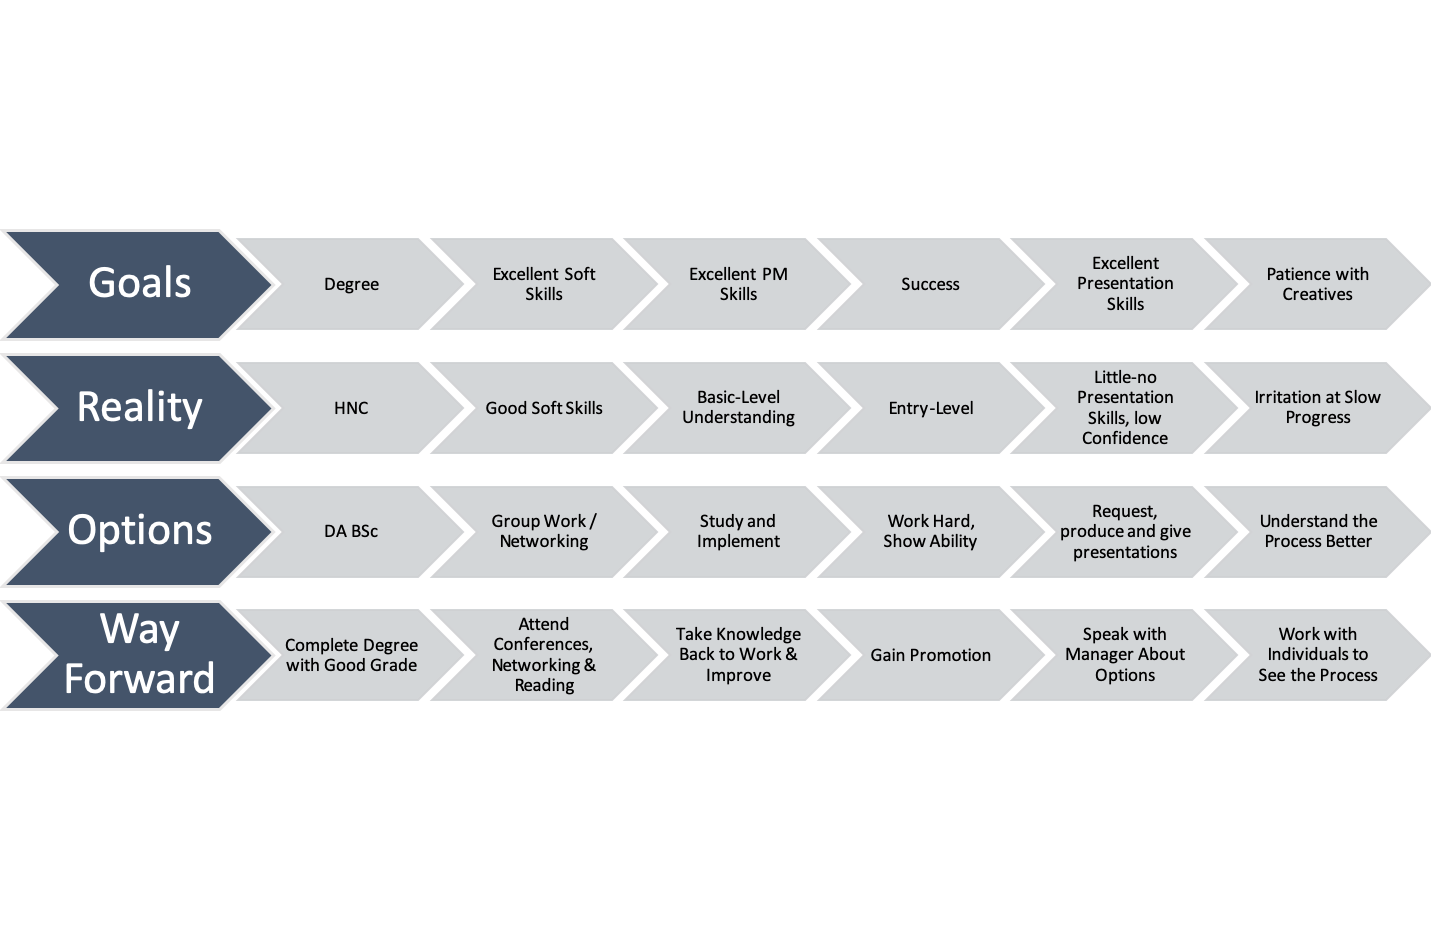 Goals
Degree
Excellent Soft
Skills
Excellent PM
Skills
Success
Excellent
Presentation
Skills
Patience with
Creatives
Reality
HNC
Good Soft Skills
Basic-Level
Understanding
Entry-Level
Little-no
Presentation
Skills, low
Confidence
Irritation at Slow
Progress
Options
DA BSc
Group Work /
Networking
Study and
Implement
Work Hard,
Show Ability
Request,
produce and give
presentations
Understand the
Process Better
Way
Forward
Complete Degree
with Good Grade
Attend
Conferences,
Networking &
Reading
Take Knowledge
Back to Work &
Improve
Gain Promotion
Speak with
Manager About
Options
Work with
Individuals to
See the Process